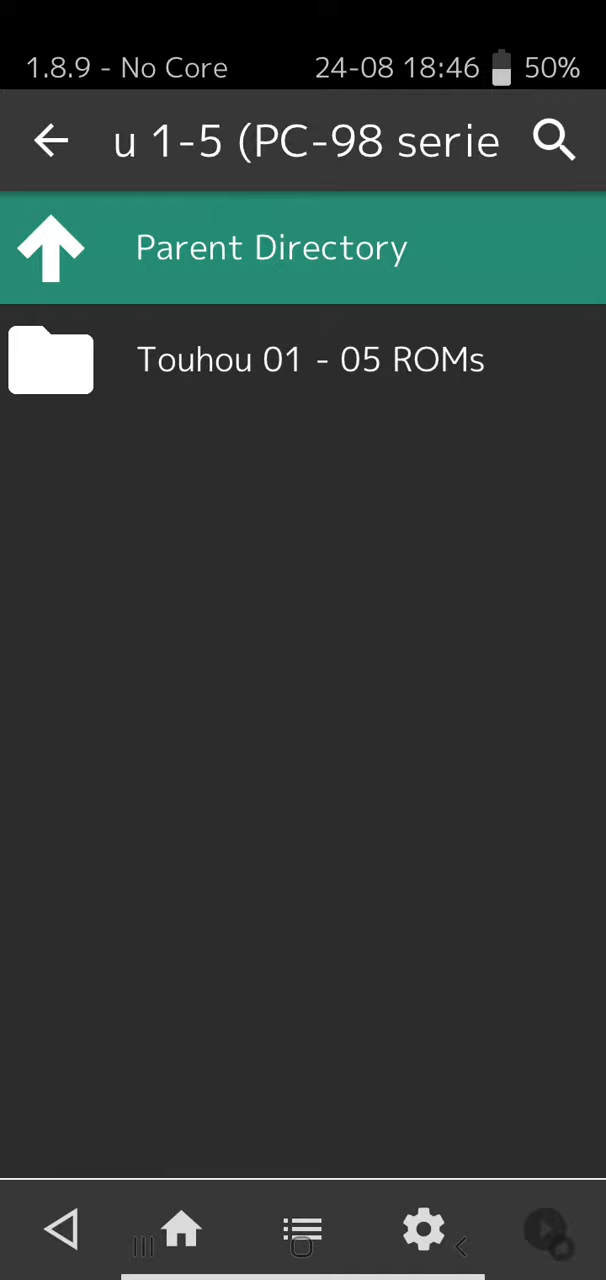 1.8.9 - No Core 24-08 18:46 50%
u 1-5 (PC-98 serie
Parent Directory
Touhou 01 - 05 ROMs